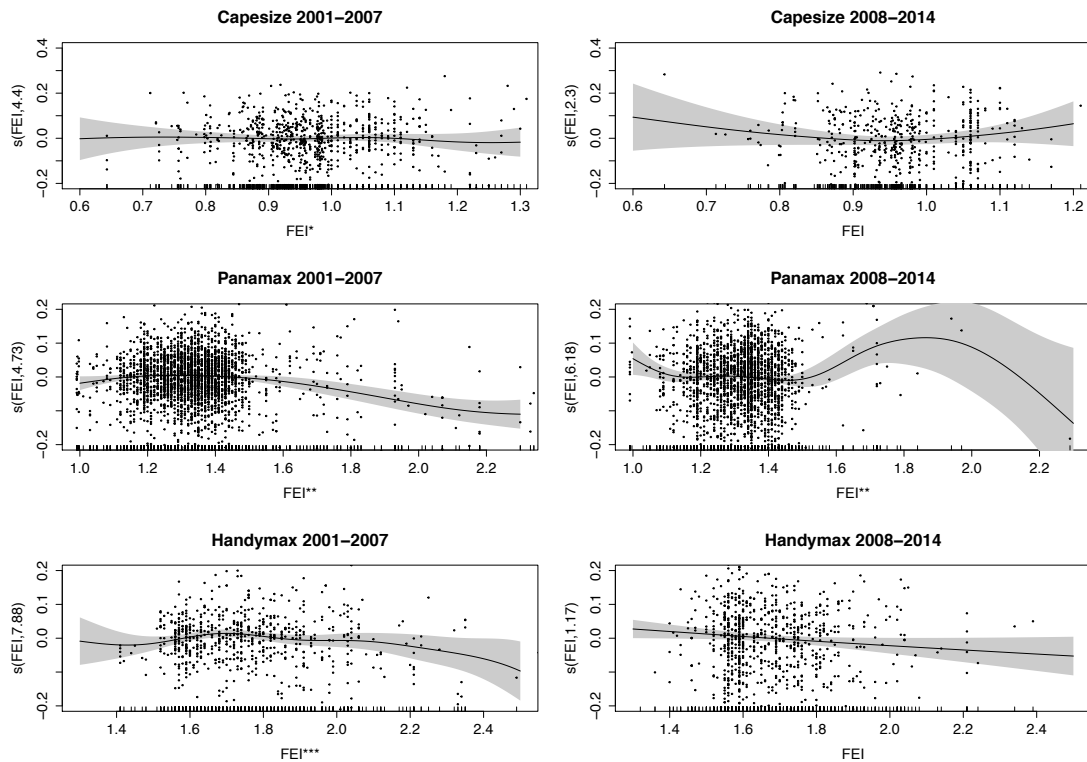 Capesize 2001−2007
s(FEI,4.4)
0.4
0.2
0.0
−0.2
0.6 0.7 0.8 0.9 1.0 1.1 1.2 1.3
FEI*
Capesize 2008−2014
s(FEI,2.3)
0.4
0.2
0.0
−0.2
0.6 0.7 0.8 0.9 1.0 1.1 1.2
FEI
Panamax 2001−2007
s(FEI,4.73)
0.2
0.1
0.0
−0.2
1.0 1.2 1.4 1.6 1.8 2.0 2.2
FEI**
Panamax 2008−2014
s(FEI,6.18)
0.2
0.1
0.0
−0.2
1.0 1.2 1.4 1.6 1.8 2.0 2.2
FEI**
Handymax 2001−2007
s(FEI,7.88)
0.2
0.1
0.0
−0.2
1.4 1.6 1.8 2.0 2.2 2.4
FEI***
Handymax 2008−2014
s(FEI,1.17)
0.2
0.1
0.0
−0.2
1.4 1.6 1.8 2.0 2.2 2.4
FEI